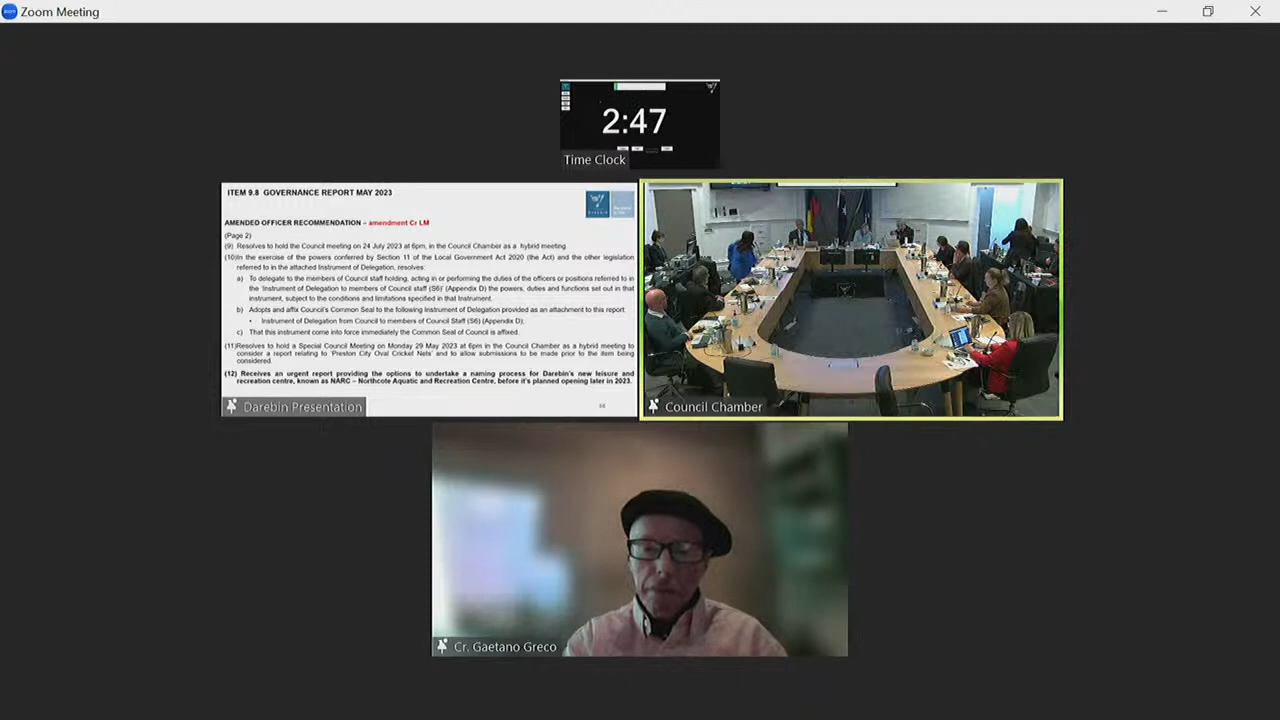 Zoom Meeting
2:47
Time Clock
ITEM 9.8 GOVERNANCE REPORT MAY 2023
AMENDED OFFICER RECOMMENDATION – amendment Cr LM
(Page 2)
(9) Resolves to hold the Council meeting on 24 July 2023 at 6pm, in the Council Chamber as a hybrid meeting
(10)In the exercise of the powers conferred by Section 11 of the Local Government Act 2020 (the Act) and the other legislation
referred to in the attached Instrument of Delegation, resolves:
a) To delegate to the members of Council staff holding, acting in or performing the duties of the officers or positions referred to in
the 'Instrument of Delegation to members of Council staff (S6)' (Appendix D) the powers, duties and functions set out in that
instrument, subject to the conditions and limitations specified in that Instrument.
b) Adopts and affix Council's Common Seal to the following Instrument of Delegation provided as an attachment to this report:
• Instrument of Delegation from Council to members of Council Staff (S6) (Appendix D);
c) That this instrument come into force immediately the Common Seal of Council is affixed.
(11)Resolves to hold a Special Council Meeting on Monday 29 May 2023 at 6pm in the Council Chamber as a hybrid meeting to
consider a report relating to 'Preston City Oval Cricket Nets' and to allow submissions to be made prior to the item being
considered.
(12) Receives an urgent report providing the options to undertake a naming process for Darebin's new leisure and
recreation centre, known as NARC – Northcote Aquatic and Recreation Centre, before it's planned opening later in 2023.
Darebin Presentation
Council Chamber
Cr. Gaetano Greco